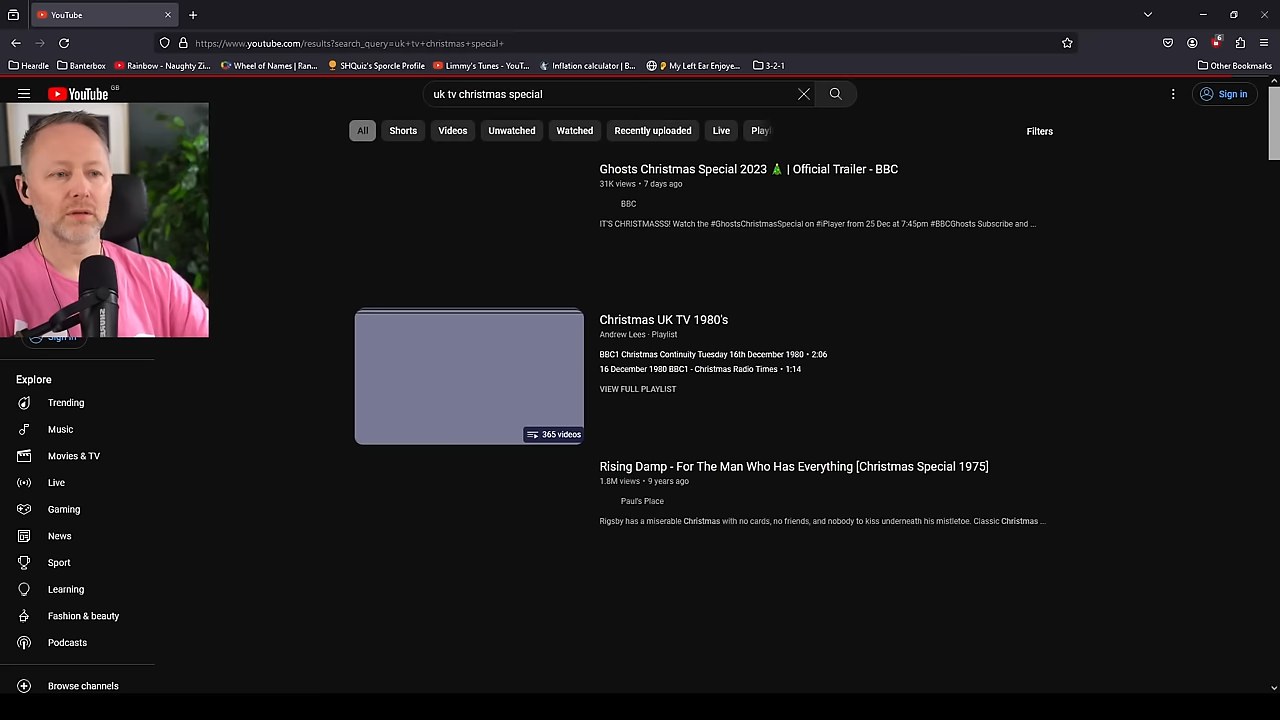 YouTube
https://www.youtube.com/results?search_query=uk+tv+christmas+special+
6
Heardle
Banterbox
Rainbow - Naughty Zi...
Wheel of Names | Ran...
SHQuiz's Sporcle Profile
Limmy's Tunes - YouT...
Inflation calculator | B...
My Left Ear Enjoye...
3-2-1
Other Bookmarks
YouTube GB
uk tv christmas special
Sign in
All
Shorts
Videos
Unwatched
Watched
Recently uploaded
Live
Playl
Filters
Ghosts Christmas Special 2023 🎄 | Official Trailer - BBC
31K views • 7 days ago
BBC
IT'S CHRISTMASSS! Watch the #GhostsChristmasSpecial on #iPlayer from 25 Dec at 7:45pm #BBCGhosts Subscribe and ...
365 videos
Christmas UK TV 1980's
Andrew Lees · Playlist
BBC1 Christmas Continuity Tuesday 16th December 1980 • 2:06
16 December 1980 BBC1 - Christmas Radio Times • 1:14
VIEW FULL PLAYLIST
Rising Damp - For The Man Who Has Everything [Christmas Special 1975]
1.8M views • 9 years ago
Paul's Place
Rigsby has a miserable Christmas with no cards, no friends, and nobody to kiss underneath his mistletoe. Classic Christmas ...
Sign in
Explore
Trending
Music
Movies & TV
Live
Gaming
News
Sport
Learning
Fashion & beauty
Podcasts
Browse channels